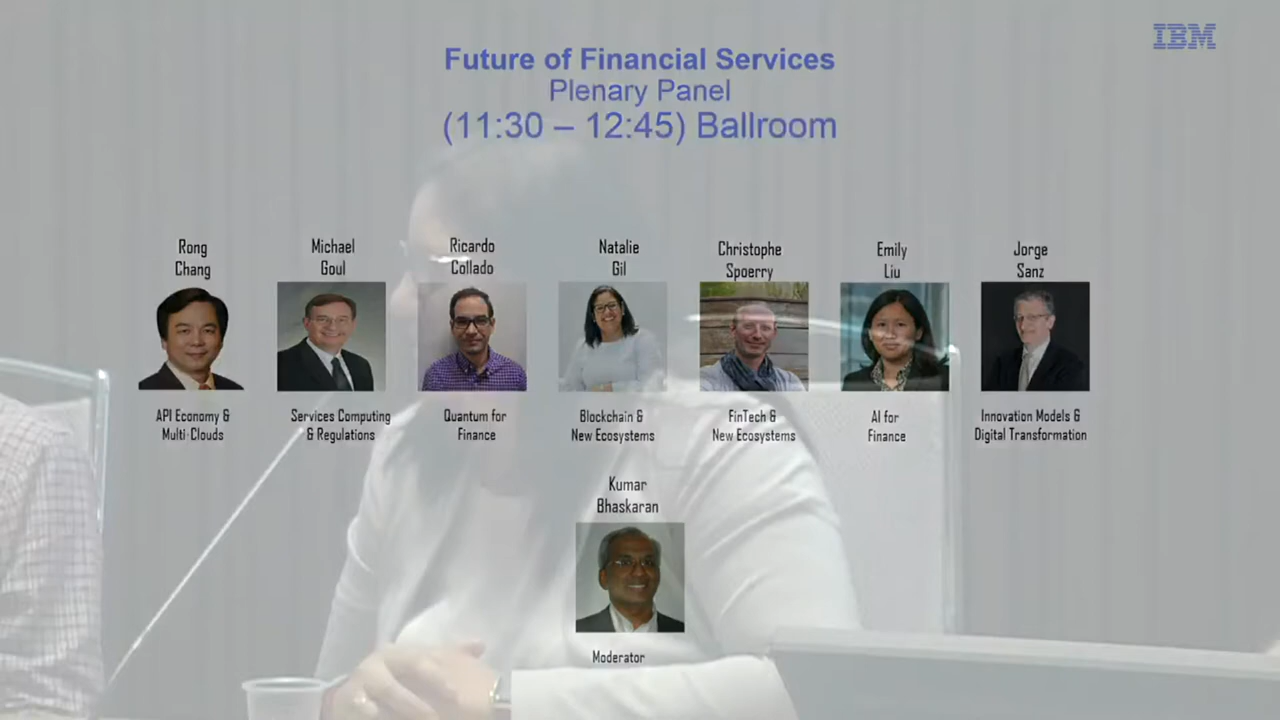 IBM
Future of Financial Services
Plenary Panel
(11:30 – 12:45) Ballroom
Rong
Chang
Michael
Goul
Ricardo
Collado
Natalie
Gil
Christophe
Spoerry
Emily
Liu
Jorge
Sanz
API Economy &
Multi-Clouds
Services Computing
& Regulations
Quantum for
Finance
Blockchain &
New Ecosystems
FinTech &
New Ecosystems
AI for
Finance
Innovation Models &
Digital Transformation
Kumar
Bhaskaran
Moderator